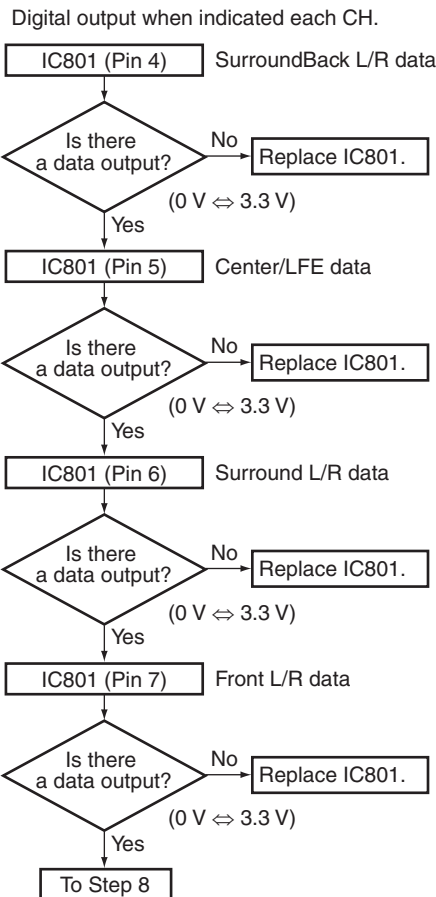 Digital output when indicated each CH.
IC801 (Pin 4) SurroundBack L/R data
Is there
a data output?
No
Replace IC801.
(0 V ⇔ 3.3 V)
Yes
IC801 (Pin 5) Center/LFE data
Is there
a data output?
No
Replace IC801.
(0 V ⇔ 3.3 V)
Yes
IC801 (Pin 6) Surround L/R data
Is there
a data output?
No
Replace IC801.
(0 V ⇔ 3.3 V)
Yes
IC801 (Pin 7) Front L/R data
Is there
a data output?
No
Replace IC801.
(0 V ⇔ 3.3 V)
Yes
To Step 8